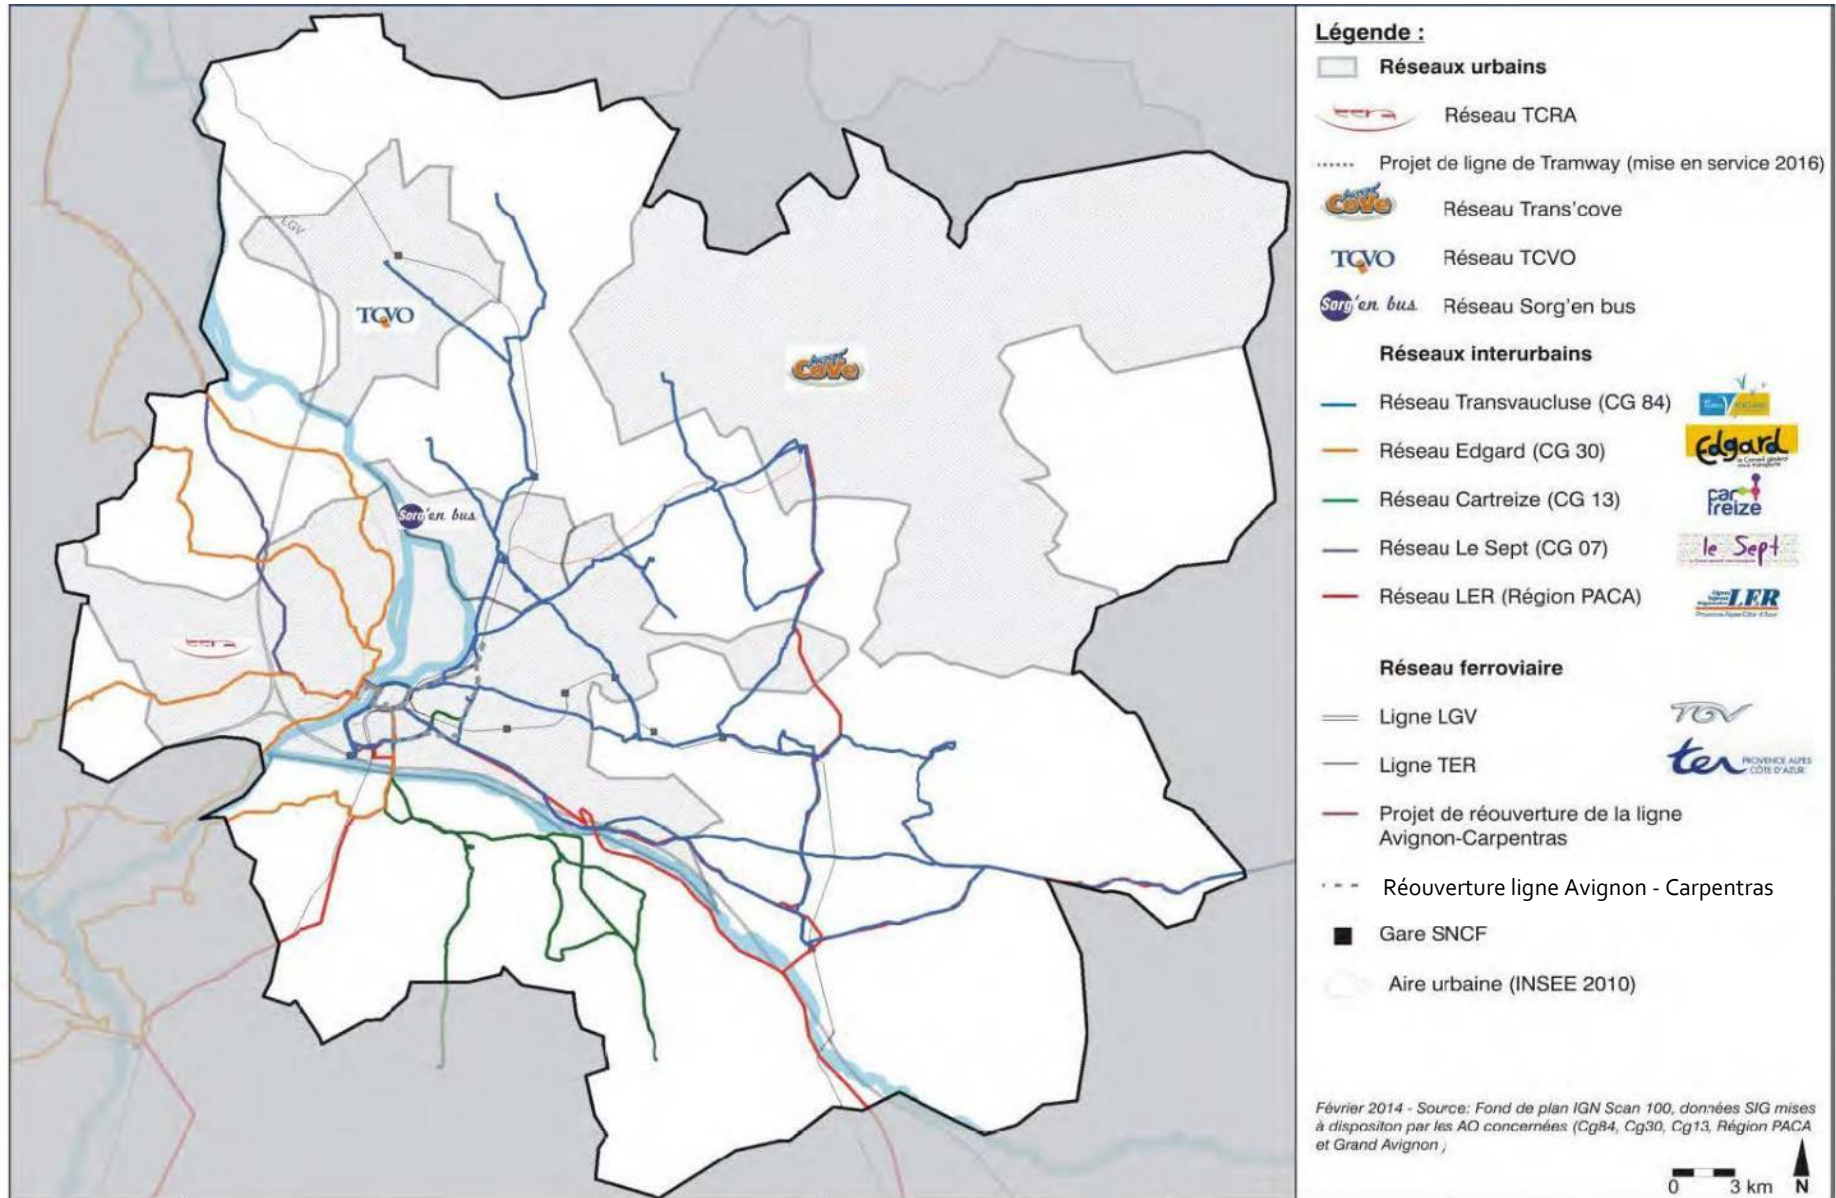 LGV
TCVO
trans'
CoVe
Sorg'en bus
tcra
Légende :
Réseaux urbains
tcra
Réseau TCRA
Projet de ligne de Tramway (mise en service 2016)
CoVe
Réseau Trans'cove
TCVO
Réseau TCVO
Sorg'en bus
Réseau Sorg'en bus
Réseaux interurbains
Réseau Transvaucluse (CG 84)
Réseau Edgard (CG 30)
Edgard
Réseau Cartreize (CG 13)
car
treize
Réseau Le Sept (CG 07)
le Sept
Réseau LER (Région PACA)
LER
Réseau ferroviaire
Ligne LGV
TGV
Ligne TER
ter PROVENCE ALPES
CÔTE D'AZUR
Projet de réouverture de la ligne
Avignon-Carpentras
Réouverture ligne Avignon - Carpentras
Gare SNCF
Aire urbaine (INSEE 2010)
Février 2014 - Source: Fond de plan IGN Scan 100, données SIG mises
à dispositon par les AO concernées (Cg84, Cg30, Cg13, Région PACA
et Grand Avignon )
0 3 km N